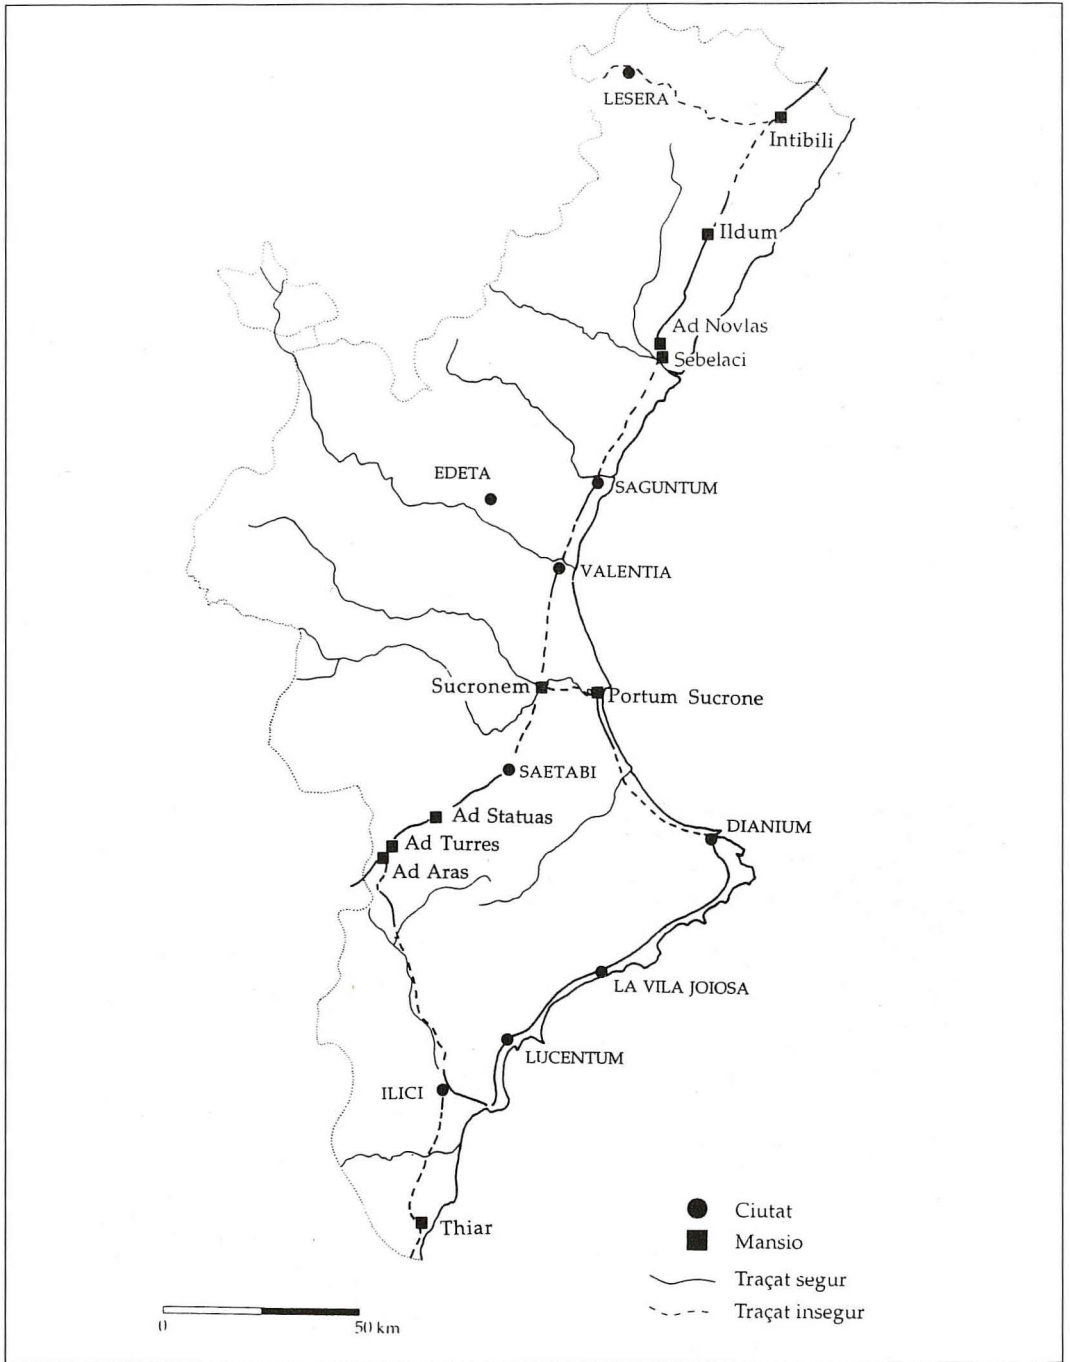 LESERA
Intibili
Ildum
Ad Novlas
Sebelaci
EDETA
SAGUNTUM
VALENTIA
Sucronem
Portum Sucrone
SAETABI
Ad Statuas
DIANIUM
Ad Turres
Ad Aras
LA VILA JOIOSA
LUCENTUM
ILICI
Thiar
Ciutat
Mansio
Traçat segur
Traçat insegur
0
50 km